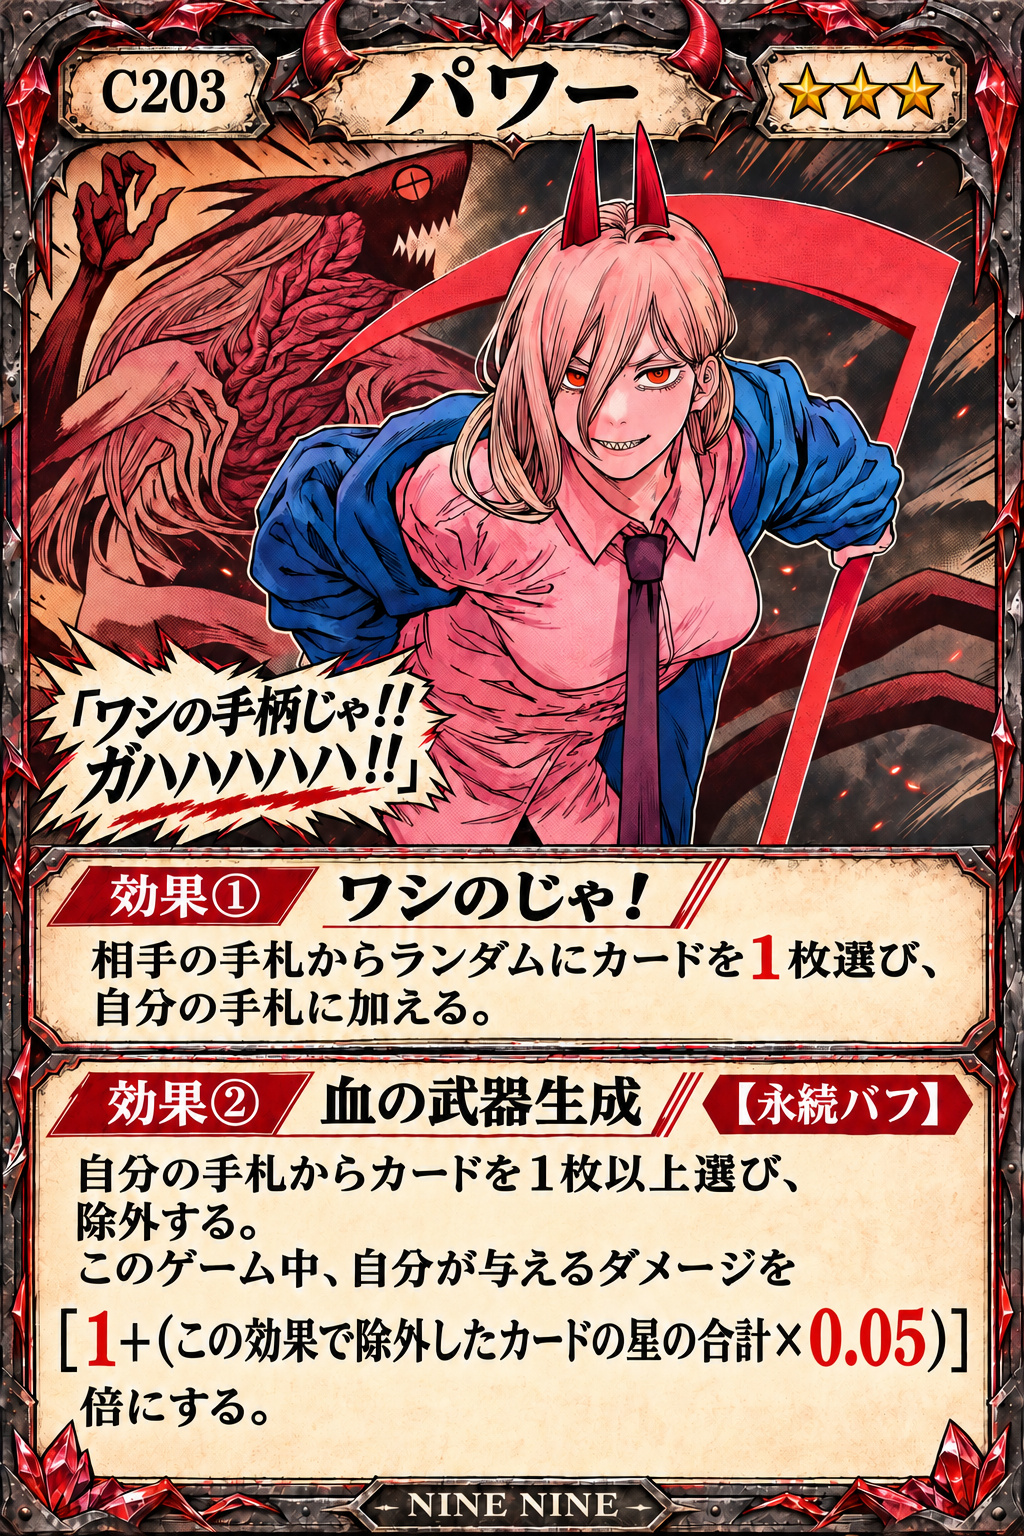 C203
パワー
★★★
「ワシの手柄じゃ!!
ガハハハハハ!!」
効果① ワシのじゃ!
相手の手札からランダムにカードを1枚選び、
自分の手札に加える。
効果② 血の武器生成 【永続バフ】
自分の手札からカードを1枚以上選び、
除外する。
このゲーム中、自分が与えるダメージを
[1+(この効果で除外したカードの星の合計×0.05)]
倍にする。
NINE NINE